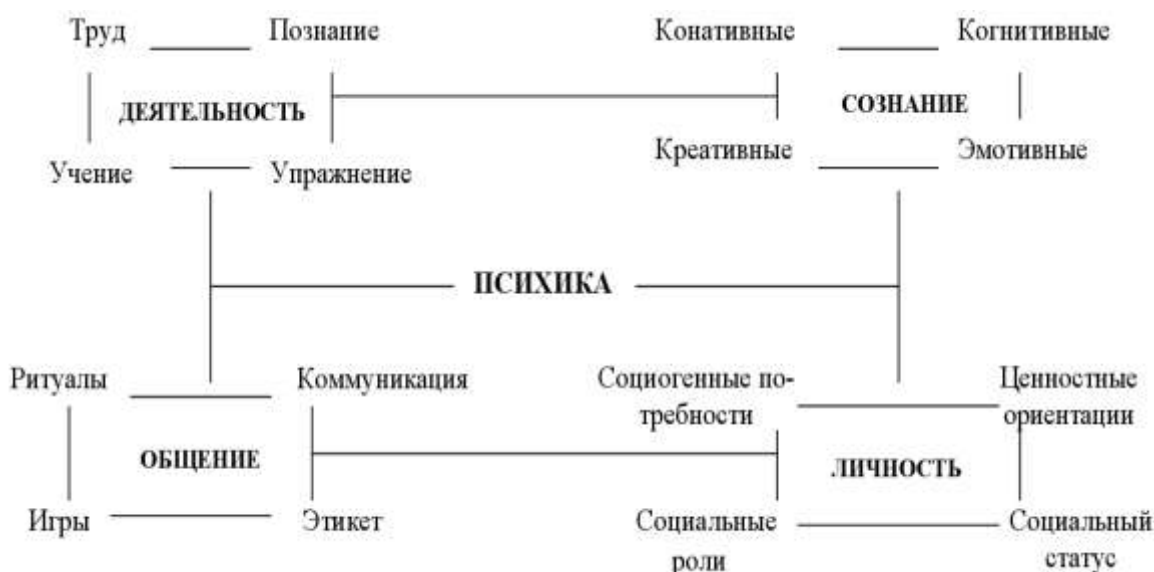 Труд Познание Конативные Когнитивные
ДЕЯТЕЛЬНОСТЬ СОЗНАНИЕ
Учение Упражнение Креативные Эмотивные
ПСИХИКА
Ритуалы Коммуникация Социогенные по- Ценностные
требности ориентации
ОБЩЕНИЕ ЛИЧНОСТЬ
Игры Этикет Социальные Социальный
роли статус